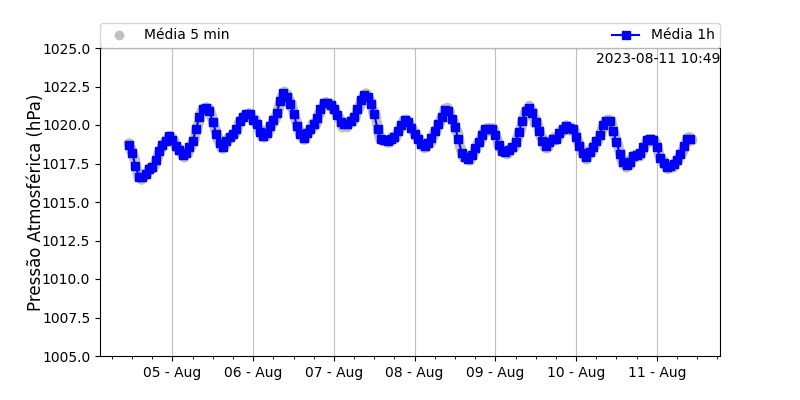 Média 5 min
Média 1h
2023-08-11 10:49
Pressão Atmosférica (hPa)
1025.0
1022.5
1020.0
1017.5
1015.0
1012.5
1010.0
1007.5
1005.0
05 - Aug
06 - Aug
07 - Aug
08 - Aug
09 - Aug
10 - Aug
11 - Aug